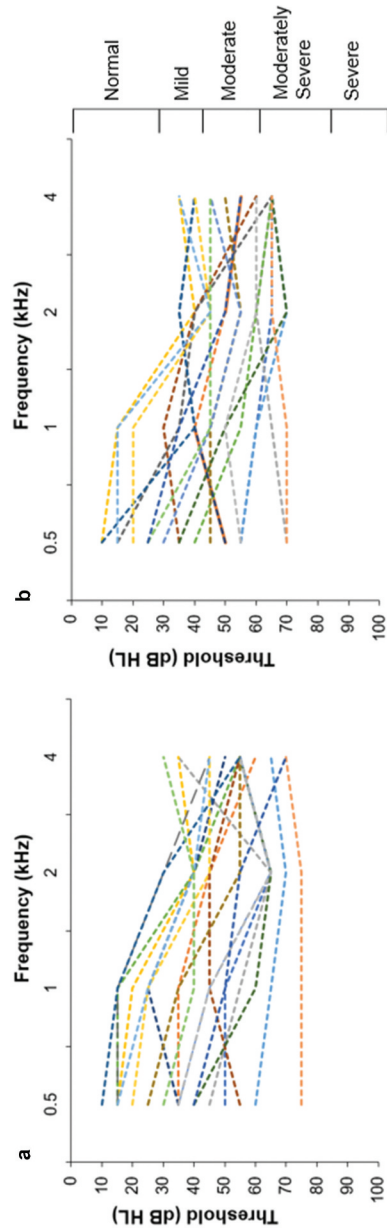 a
Frequency (kHz)
0.5 1 2 4
Threshold (dB HL)
0
10
20
30
40
50
60
70
80
90
100
b
Frequency (kHz)
0.5 1 2 4
Threshold (dB HL)
0
10
20
30
40
50
60
70
80
90
100
Normal
Mild
Moderate
Moderately
Severe
Severe